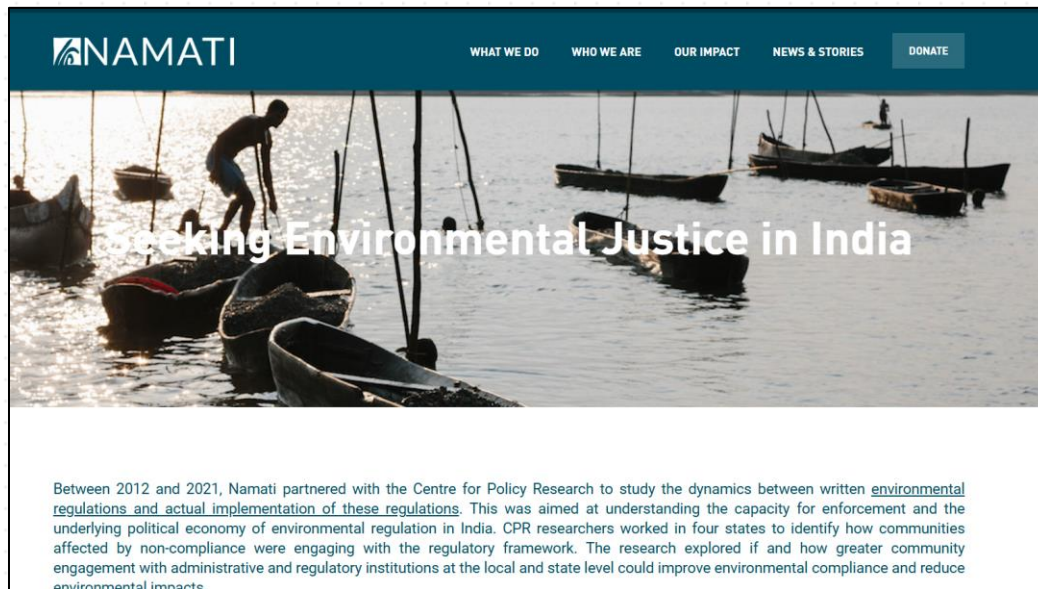 NAMATI
WHAT WE DO WHO WE ARE OUR IMPACT NEWS & STORIES DONATE
Seeking Environmental Justice in India
Between 2012 and 2021, Namati partnered with the Centre for Policy Research to study the dynamics between written environmental
regulations and actual implementation of these regulations. This was aimed at understanding the capacity for enforcement and the
underlying political economy of environmental regulation in India. CPR researchers worked in four states to identify how communities
affected by non-compliance were engaging with the regulatory framework. The research explored if and how greater community
engagement with administrative and regulatory institutions at the local and state level could improve environmental compliance and reduce
environmental impacts.